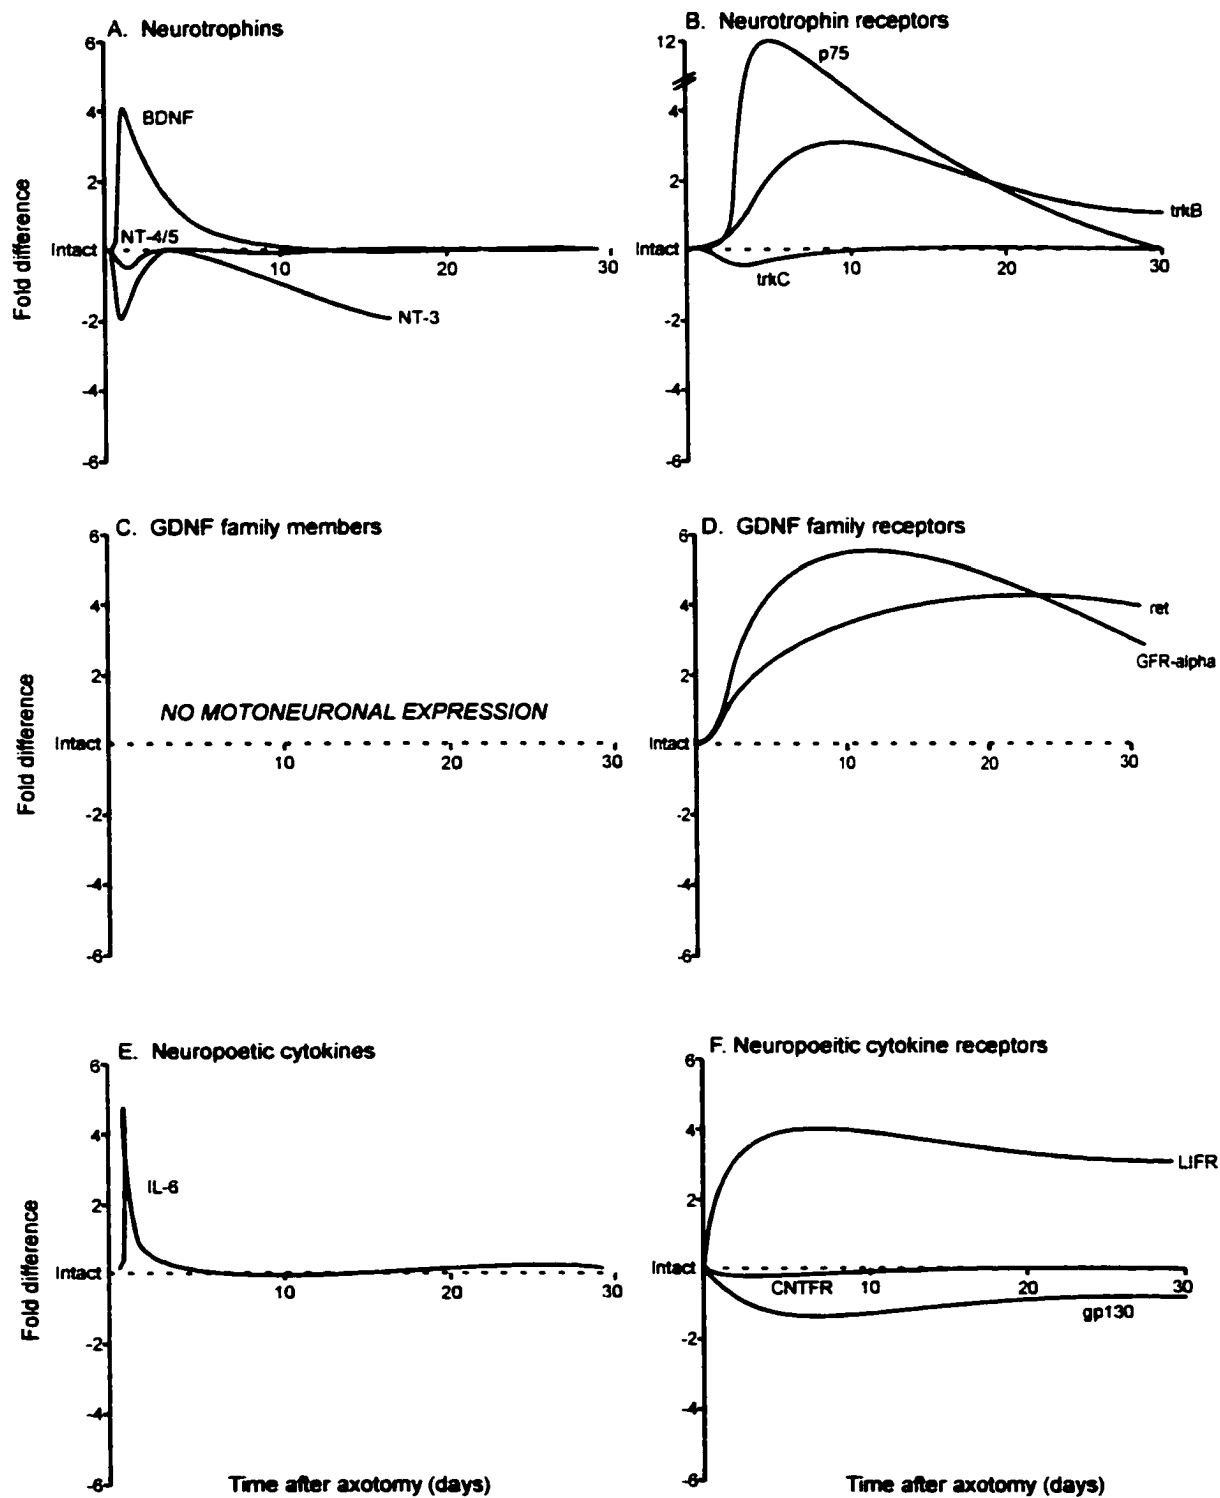 A. Neurotrophins
6
4
2
Intact
-2
-4
-6
BDNF
NT-4/5
NT-3
10
20
30
Fold difference
B. Neurotrophin receptors
12
4
2
Intact
-2
-4
-6
p75
trkB
trkC
10
20
30
C. GDNF family members
6
4
2
Intact
-2
-4
-6
NO MOTONEURONAL EXPRESSION
10
20
30
Fold difference
D. GDNF family receptors
6
4
2
Intact
-2
-4
-6
ret
GFR-alpha
10
20
30
E. Neuropoetic cytokines
6
4
2
Intact
-2
-4
-6
IL-6
10
20
30
Fold difference
Time after axotomy (days)
F. Neuropoeitic cytokine receptors
6
4
2
Intact
-2
-4
-6
LIFR
CNTFR
gp130
10
20
30
Time after axotomy (days)